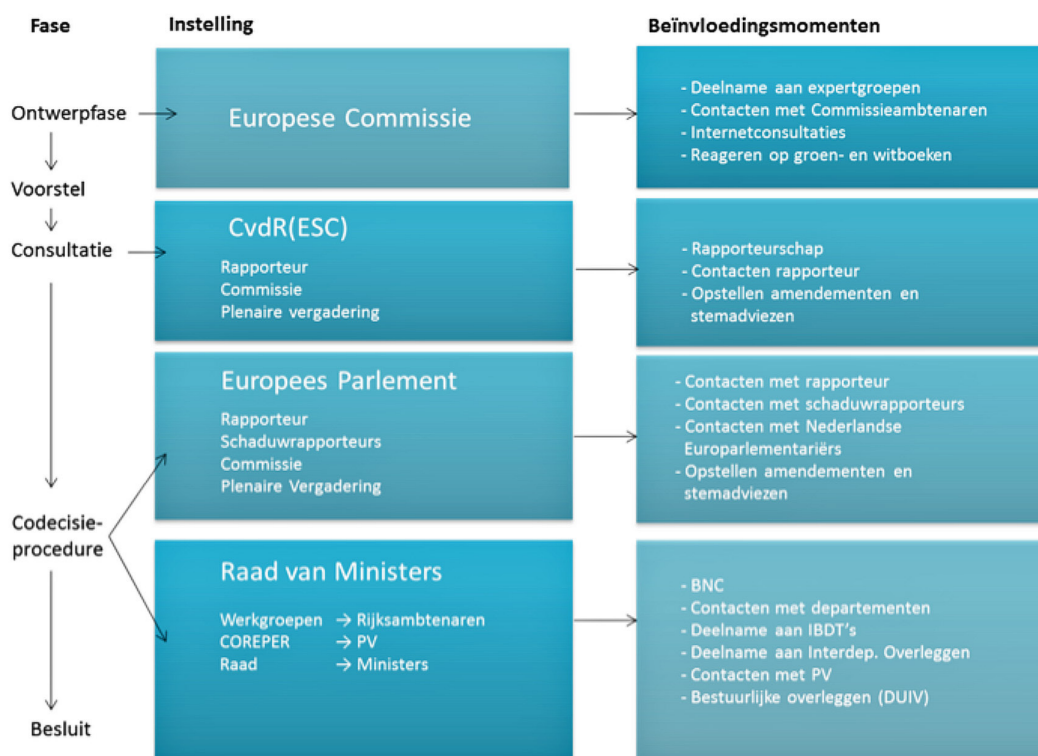 Fase
Instelling
Beïnvloedingsmomenten
Ontwerpfase
Europese Commissie
- Deelname aan expertgroepen
- Contacten met Commissieambtenaren
- Internetconsultaties
- Reageren op groen- en witboeken
Voorstel
Consultatie
CvdR(ESC)
Rapporteur
Commissie
Plenaire vergadering
- Rapporteurschap
- Contacten rapporteur
- Opstellen amendementen en
stemadviezen
Europees Parlement
Rapporteur
Schaduwrapporteurs
Commissie
Plenaire Vergadering
- Contacten met rapporteur
- Contacten met schaduwrapporteurs
- Contacten met Nederlandse
Europarlementariërs
- Opstellen amendementen en
stemadviezen
Codecisie-
procedure
Raad van Ministers
Werkgroepen → Rijksambtenaren
COREPER → PV
Raad → Ministers
- BNC
- Contacten met departementen
- Deelname aan IBDT's
- Deelname aan Interdep. Overleggen
- Contacten met PV
- Bestuurlijke overleggen (DUIV)
Besluit